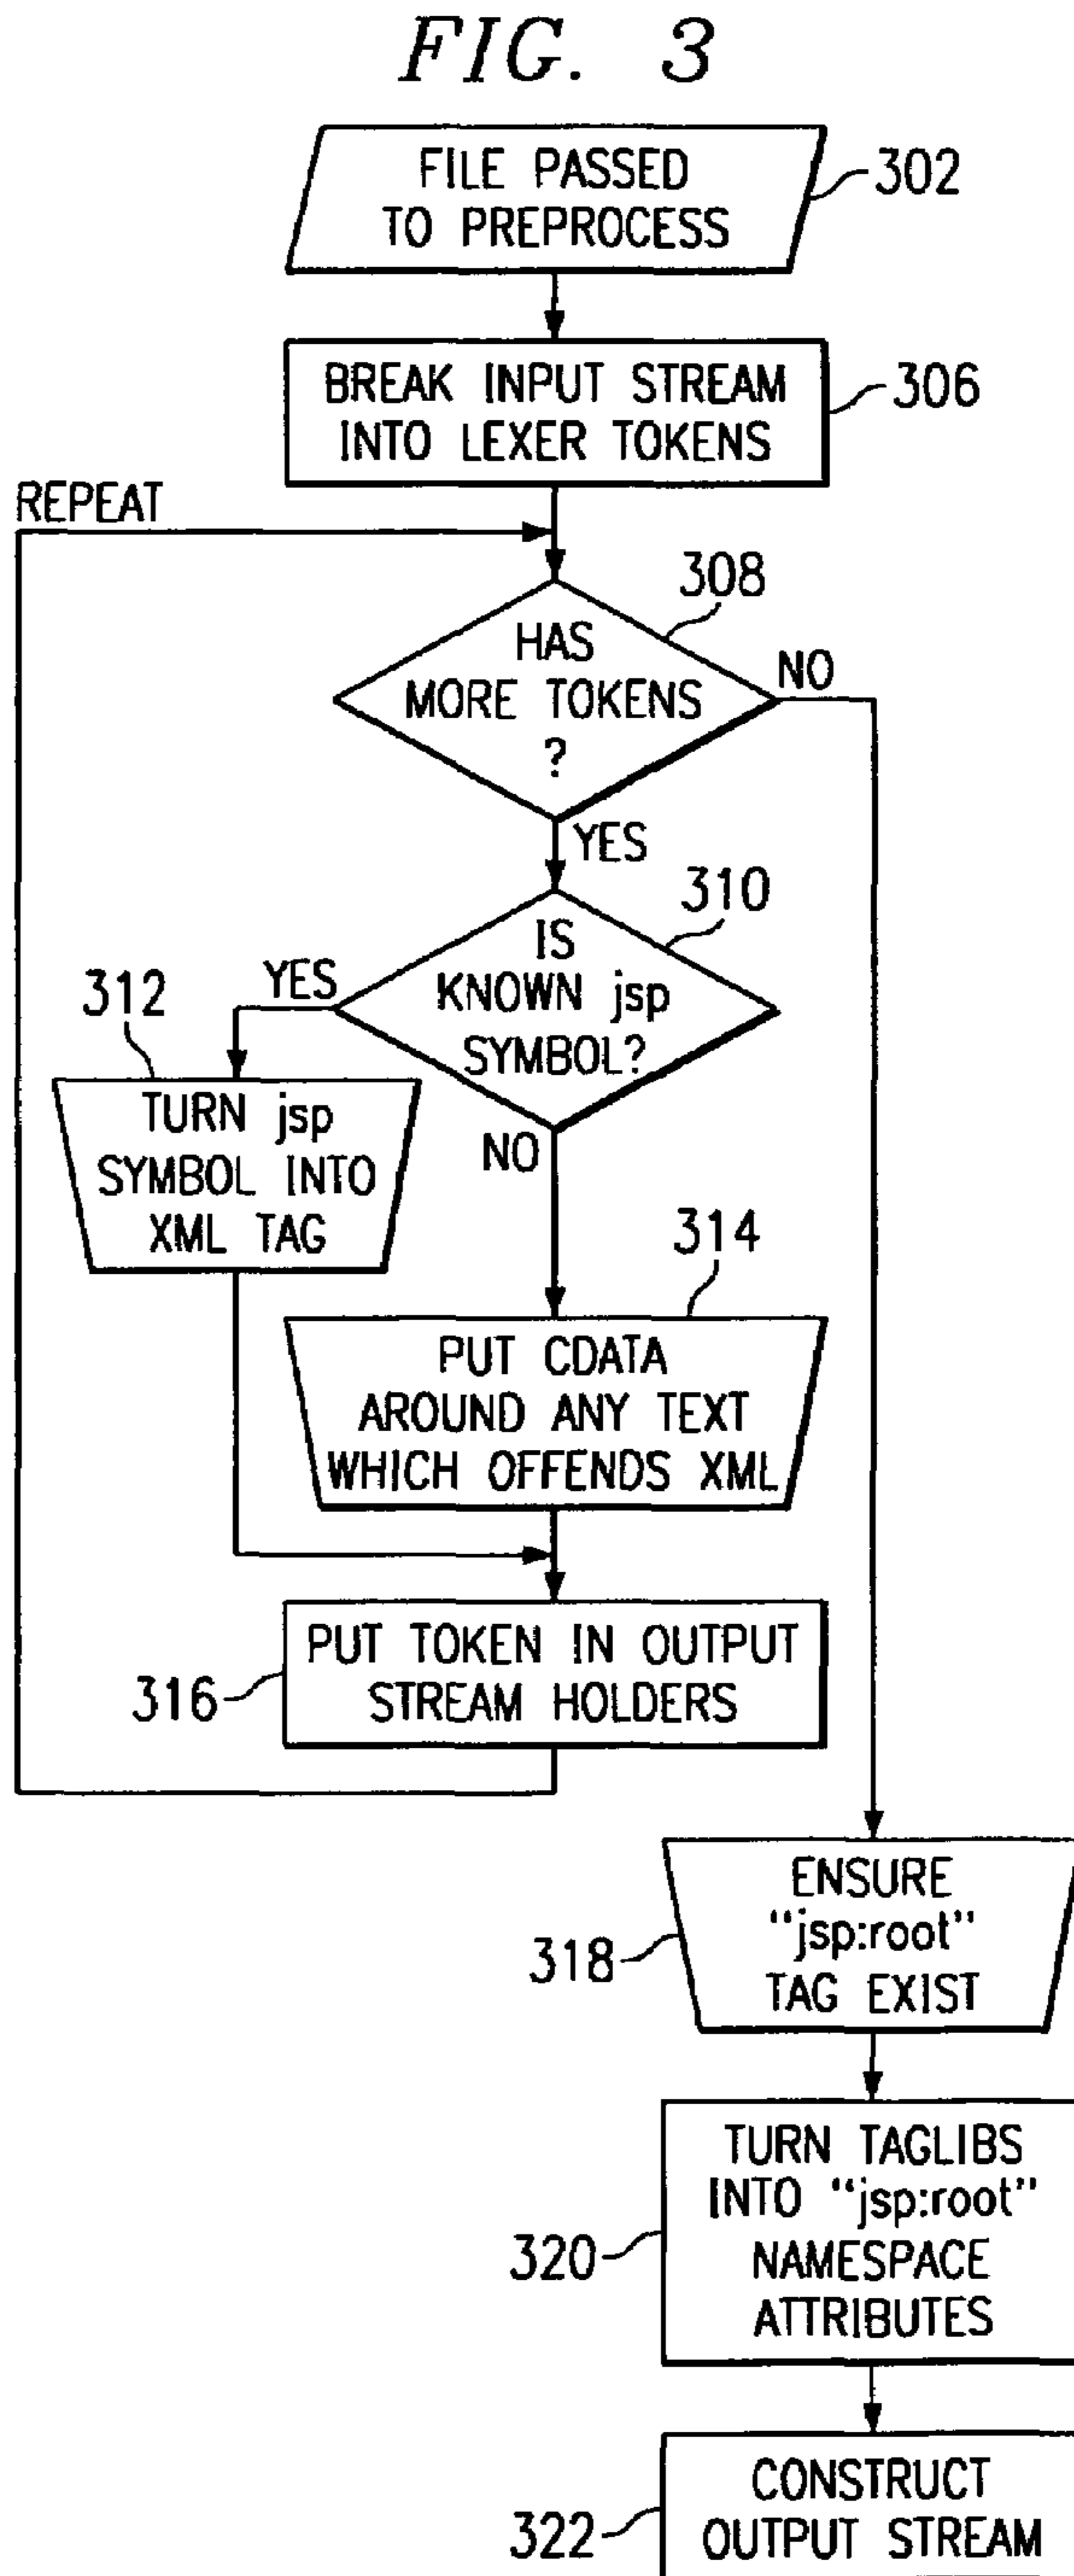 FIG. 3
FILE PASSED
TO PREPROCESS
302
BREAK INPUT STREAM
INTO LEXER TOKENS
306
REPEAT
308
HAS
MORE TOKENS
?
NO
YES
310
IS
KNOWN jsp
SYMBOL?
YES
312
TURN jsp
SYMBOL INTO
XML TAG
NO
314
PUT CDATA
AROUND ANY TEXT
WHICH OFFENDS XML
PUT TOKEN IN OUTPUT
STREAM HOLDERS
316
ENSURE
"jsp:root"
TAG EXIST
318
TURN TAGLIBS
INTO "jsp:root"
NAMESPACE
ATTRIBUTES
320
CONSTRUCT
OUTPUT STREAM
322